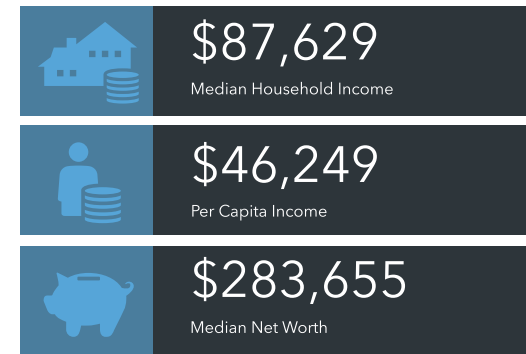 $87,629
Median Household Income
$46,249
Per Capita Income
$283,655
Median Net Worth